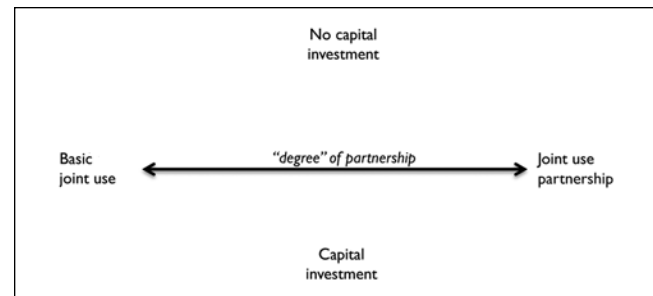 No capital
investment
Basic
joint use
“degree” of partnership
Joint use
partnership
Capital
investment